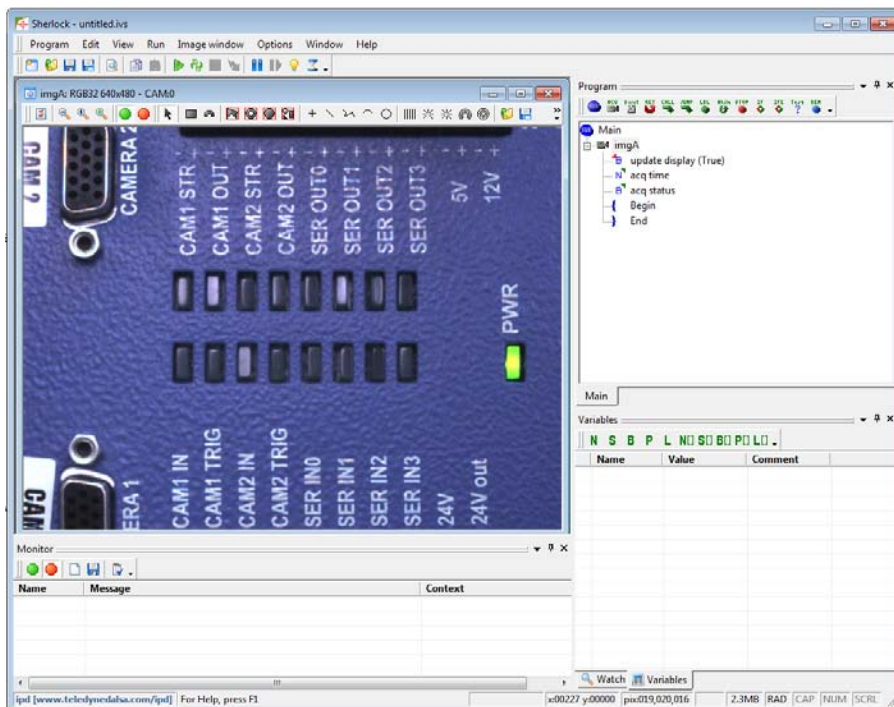 Sherlock - untitled.ivs
Program Edit View Run Image window Options Window Help
imgA: RGB32 640x480 - CAM:0
CAM 2
CAMERA 2
CAM1 STR
CAM1 OUT
CAM2 STR
CAM2 OUT
SER OUT0
SER OUT1
SER OUT2
SER OUT3
5V
12V
PWR
CAM
ERA 1
CAM1 IN
CAM1 TRIG
CAM2 IN
CAM2 TRIG
SER IN0
SER IN1
SER IN2
SER IN3
24V
24V out
Program
Main
imgA
update display (True)
acq time
acq status
Begin
End
Main
Variables
N S B P L
Name Value Comment
Monitor
Name Message Context
Watch Variables
ipd [www.teledynedalsa.com/ipd] For Help, press F1 x:00227 y:00000 pix:019,020,016 2.3MB RAD CAP NUM SCRL